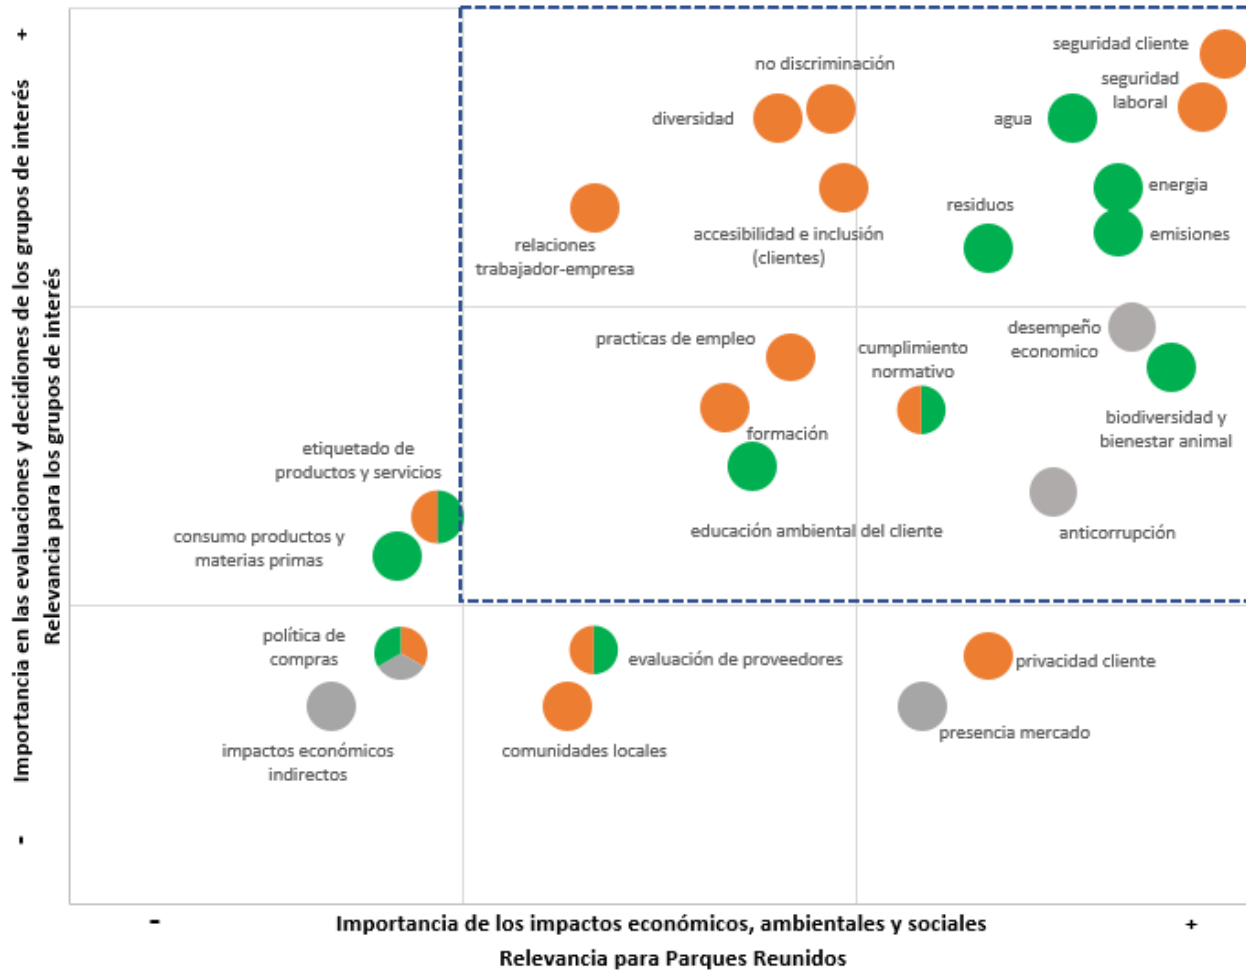 +
Importancia en las evaluaciones y decidiones de los grupos de interés
Relevancia para los grupos de interés
-
seguridad cliente
seguridad
laboral
no discriminación
diversidad
agua
energia
residuos
emisiones
accesibilidad e inclusión
(clientes)
relaciones
trabajador-empresa
practicas de empleo
cumplimiento
normativo
desempeño
economico
biodiversidad y
bienestar animal
formación
etiquetado de
productos y servicios
educación ambiental del cliente
anticorrupción
consumo productos y
materias primas
política de
compras
evaluación de proveedores
privacidad cliente
impactos económicos
indirectos
comunidades locales
presencia mercado
-
Importancia de los impactos económicos, ambientales y sociales
+
Relevancia para Parques Reunidos